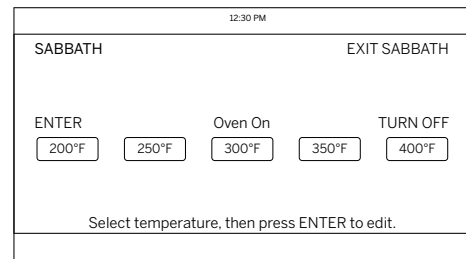 12:30 PM
SABBATH EXIT SABBATH
ENTER Oven On TURN OFF
200°F 250°F 300°F 350°F 400°F
Select temperature, then press ENTER to edit.